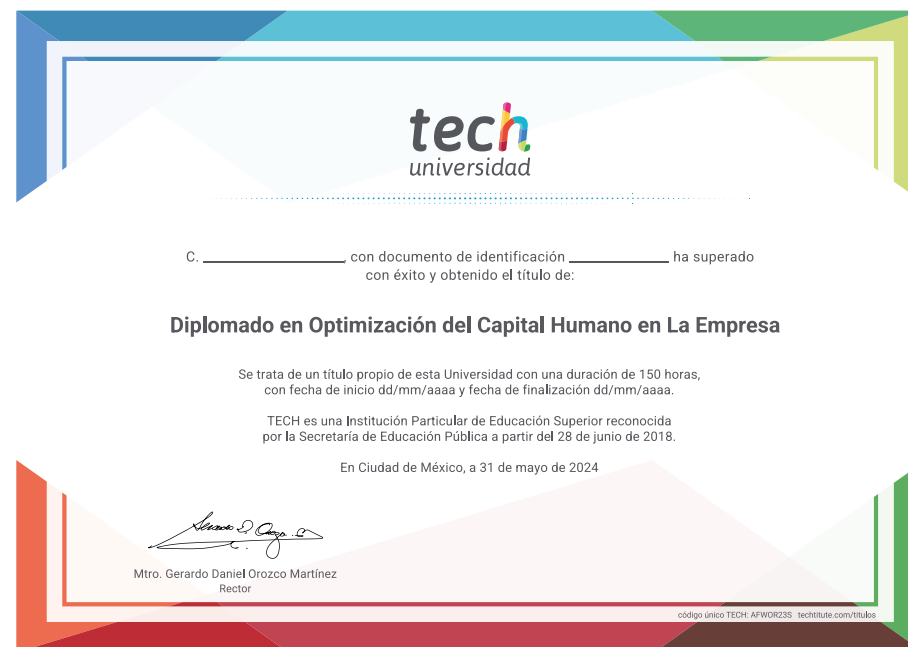 tech
universidad
C. ____________, con documento de identificación ____________ ha superado
con éxito y obtenido el título de:
Diplomado en Optimización del Capital Humano en La Empresa
Se trata de un título propio de esta Universidad con una duración de 150 horas,
con fecha de inicio dd/mm/aaaa y fecha de finalización dd/mm/aaaa.
TECH es una Institución Particular de Educación Superior reconocida
por la Secretaría de Educación Pública a partir del 28 de junio de 2018.
En Ciudad de México, a 31 de mayo de 2024
Mtro. Gerardo Daniel Orozco Martínez
Rector
código único TECH: AFWOR23S techtitute.com/titulos